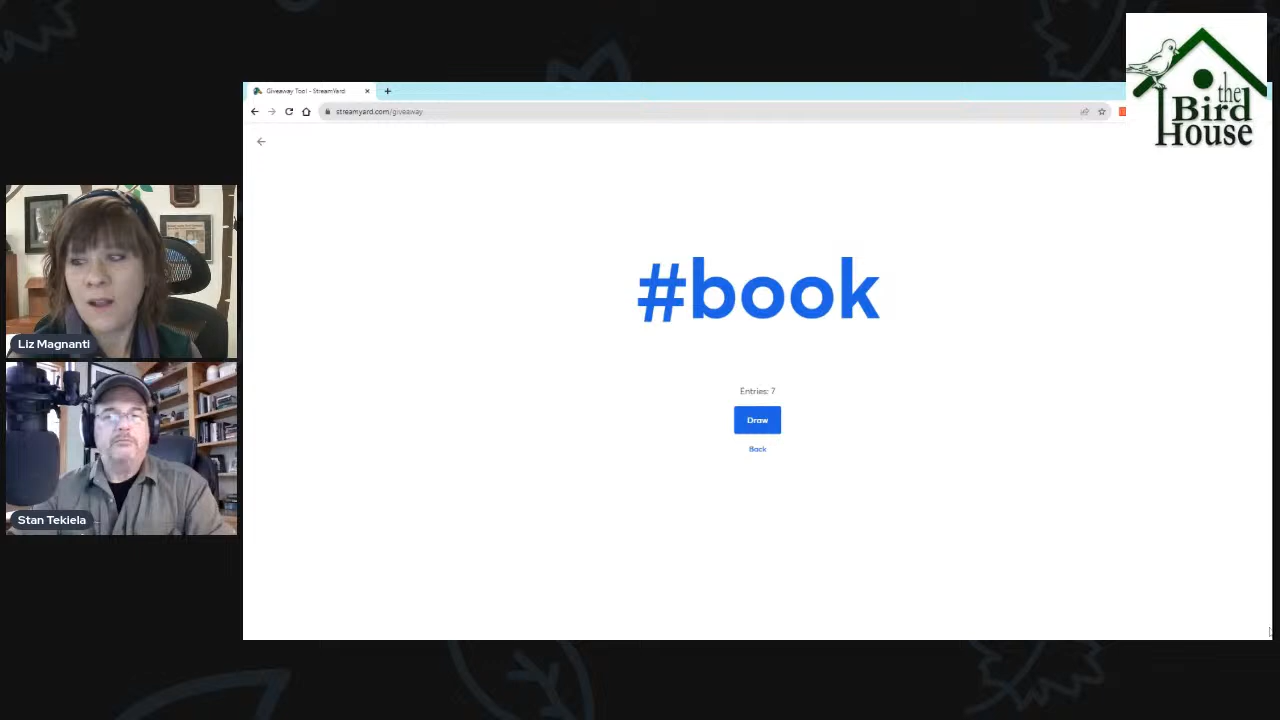 the
Bird
House
Giveaway Tool - StreamYard
streamyard.com/giveaway
#book
Entries: 7
Draw
Back
Liz Magnanti
Stan Tekiela